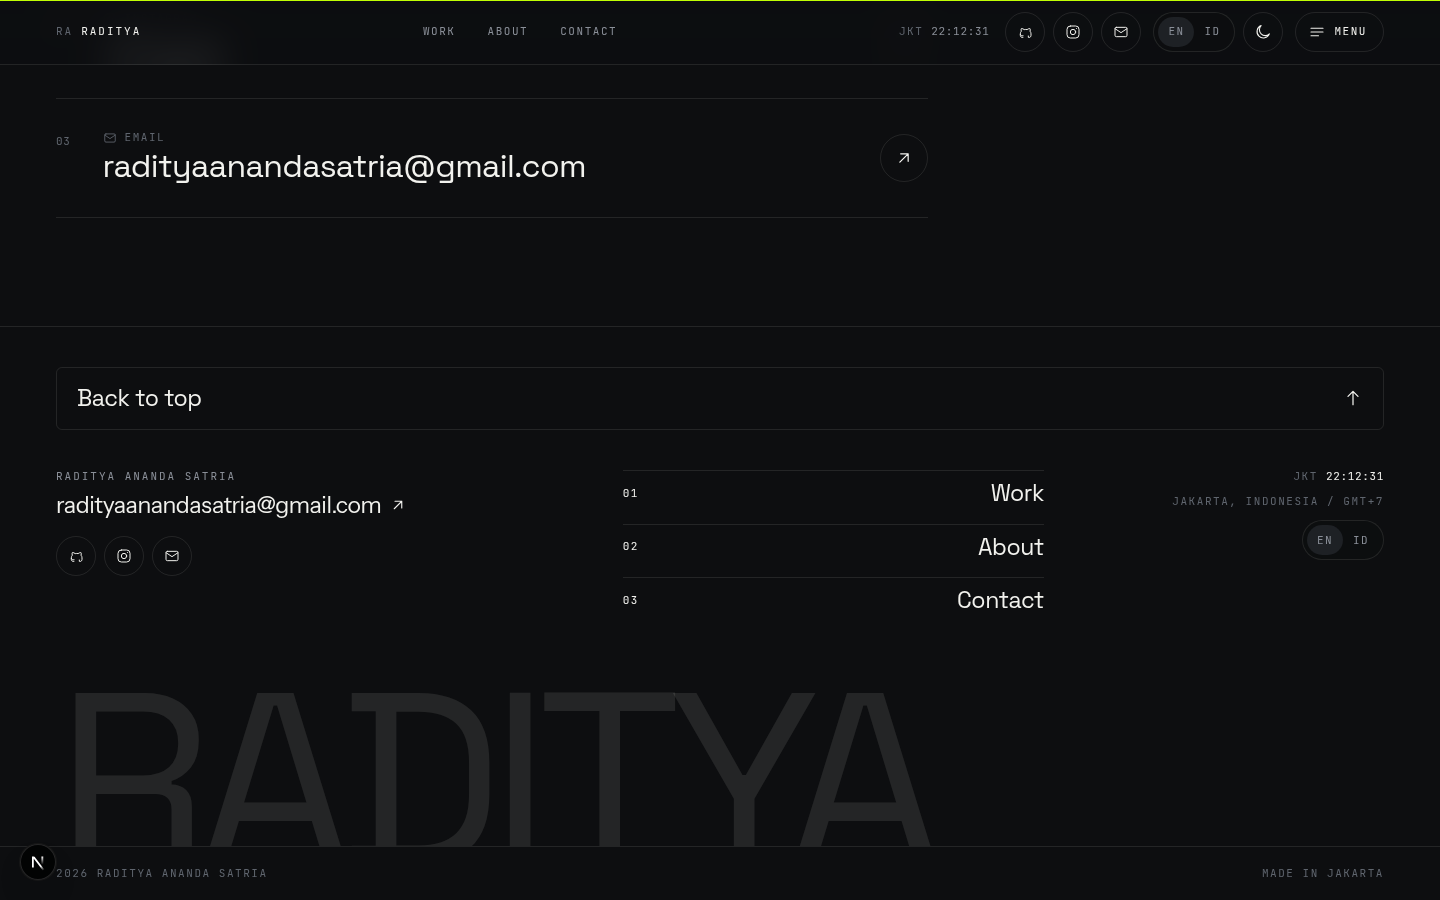 RA RADITYA
WORK ABOUT CONTACT
JKT 22:12:31
EN ID
MENU
03
EMAIL
radityaanandasatria@gmail.com
Back to top
RADITYA ANANDA SATRIA
radityaanandasatria@gmail.com
01 Work
02 About
03 Contact
JKT 22:12:31
JAKARTA, INDONESIA / GMT+7
EN ID
RADITYA
N
2026 RADITYA ANANDA SATRIA
MADE IN JAKARTA